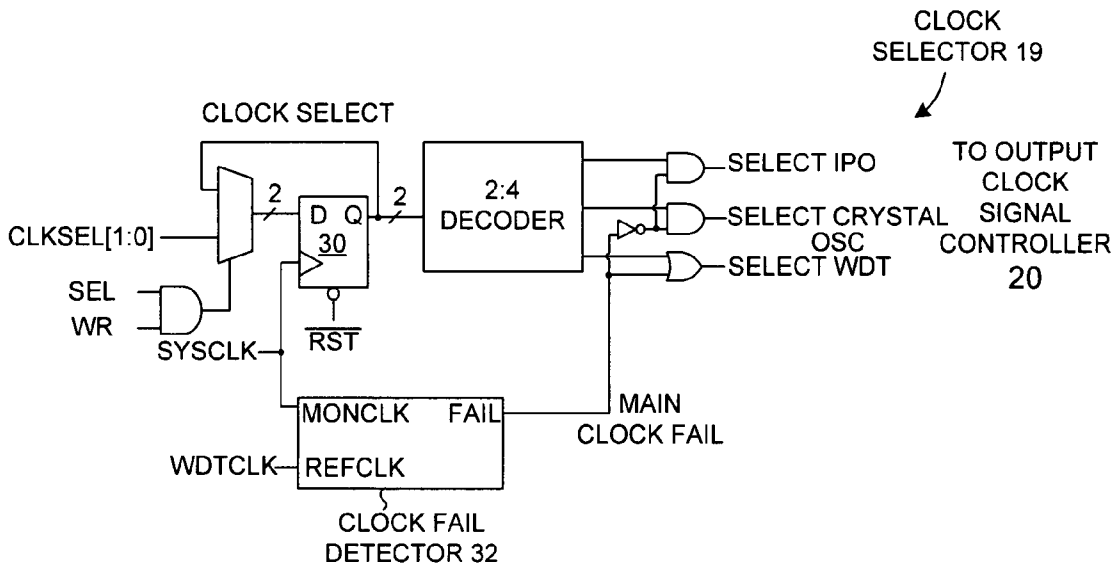 CLOCK
SELECTOR 19
CLOCK SELECT
2
2
D Q
30
2:4
DECODER
SELECT IPO
SELECT CRYSTAL
OSC
SELECT WDT
TO OUTPUT
CLOCK
SIGNAL
CONTROLLER
20
CLKSEL[1:0]
SEL
WR
SYSCLK
RST
MONCLK FAIL
REFCLK
WDTCLK
MAIN
CLOCK FAIL
CLOCK FAIL
DETECTOR 32